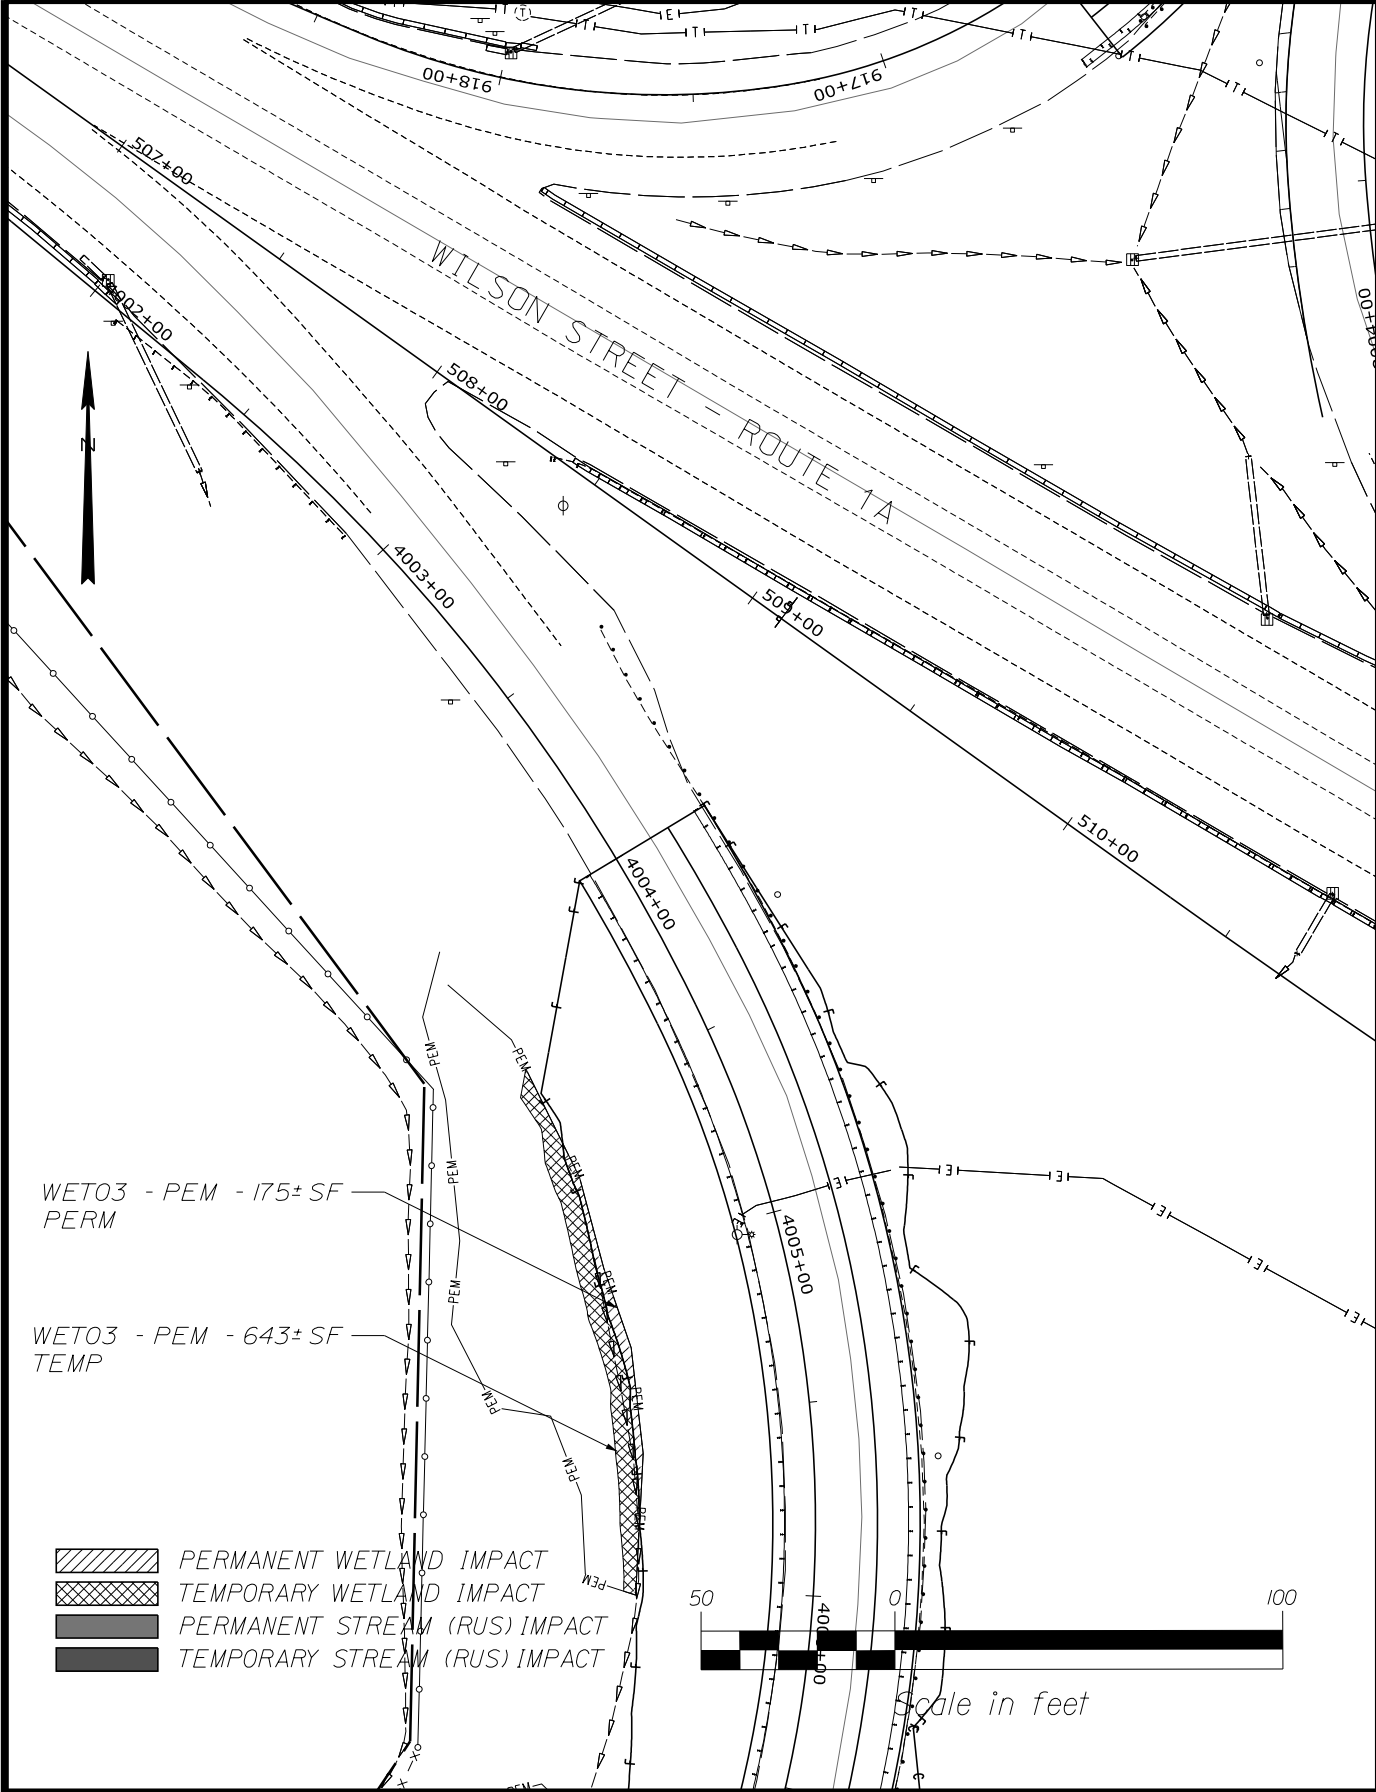 T
T
E
T
T
T
T
T
T
T
T
T
918+00
917+00
507+00
4002+00
WILSON STREET - ROUTE 1A
508+00
N
4003+00
509+00
510+00
4004+00
PEM
PEM
PEM
PEM
E
E
E
E
E
E
WET03 - PEM - 175± SF
PERM
4005+00
PEM
PEM
WET03 - PEM - 643± SF
TEMP
PEM
PEM
PEM
PEM
PEM
PERMANENT WETLAND IMPACT
TEMPORARY WETLAND IMPACT
PERMANENT STREAM (RUS) IMPACT
TEMPORARY STREAM (RUS) IMPACT
50 0 100
Scale in feet
PEM